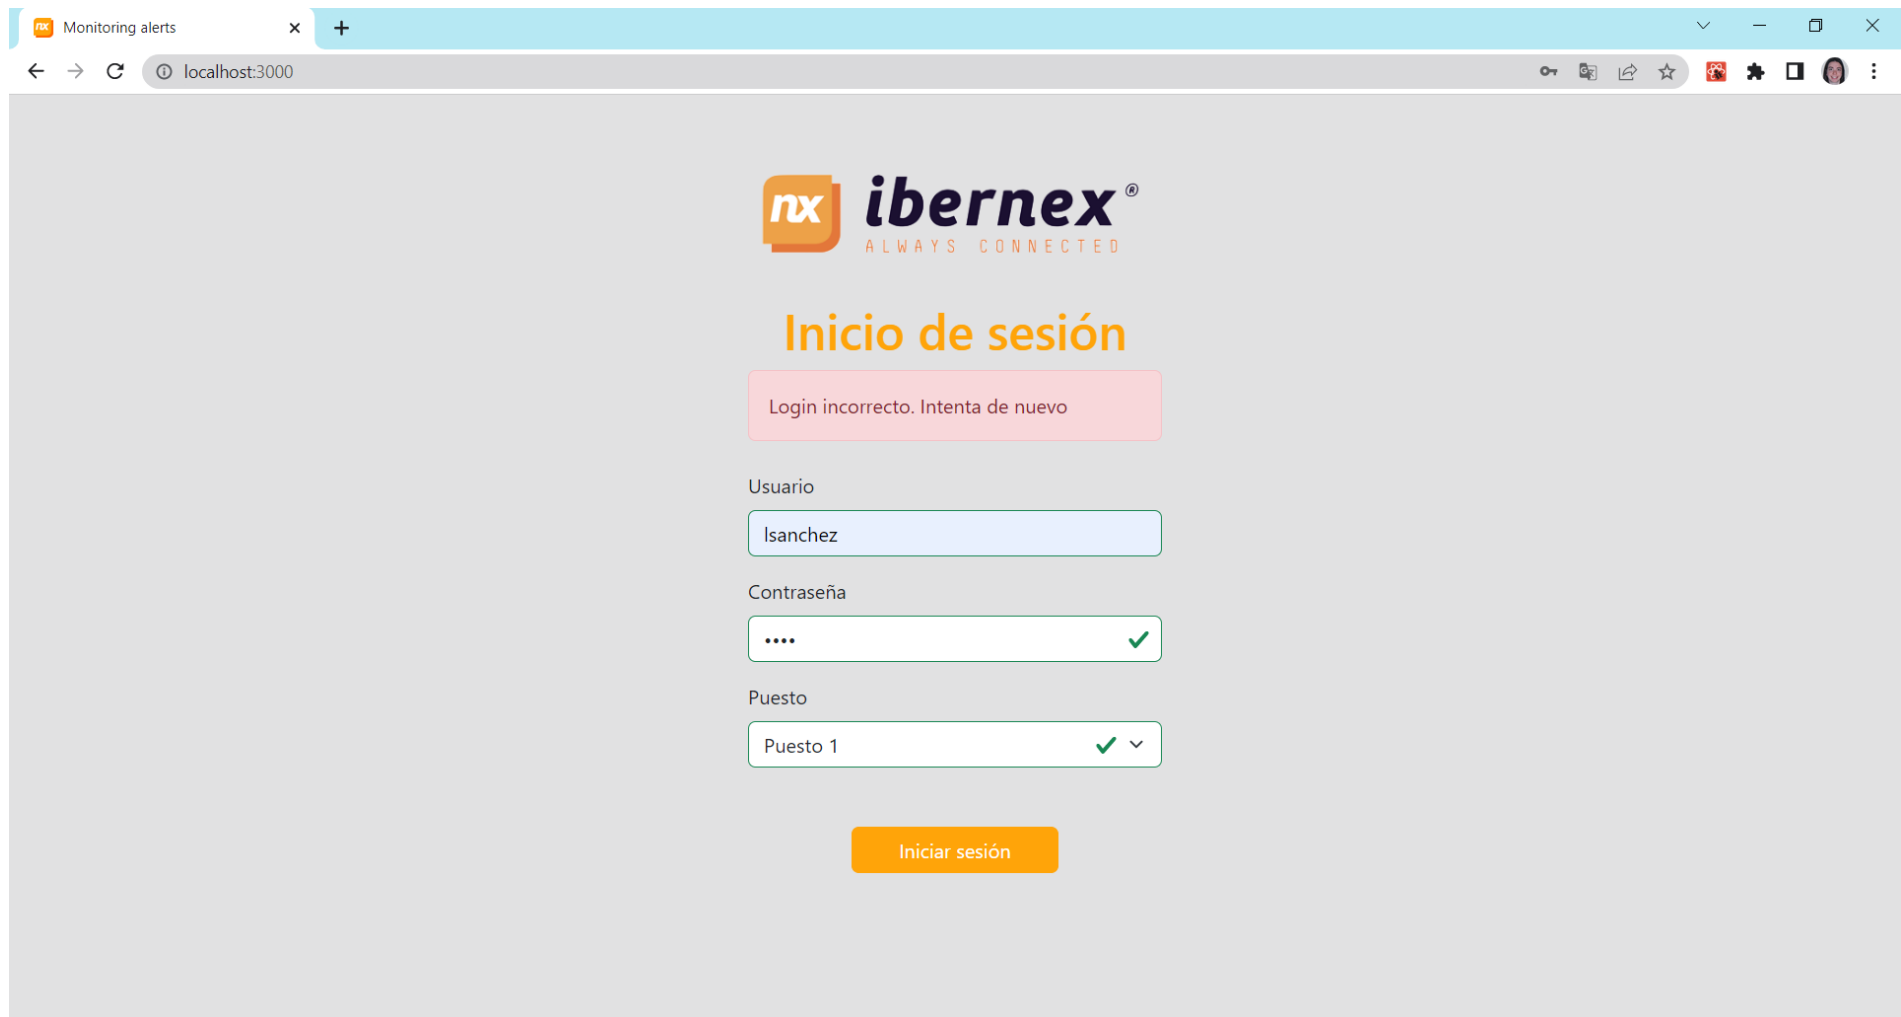 nx Monitoring alerts
localhost:3000
nx ibernex ®
ALWAYS CONNECTED
Inicio de sesión
Login incorrecto. Intenta de nuevo
Usuario
lsanchez
Contraseña
••••
Puesto
Puesto 1
Iniciar sesión